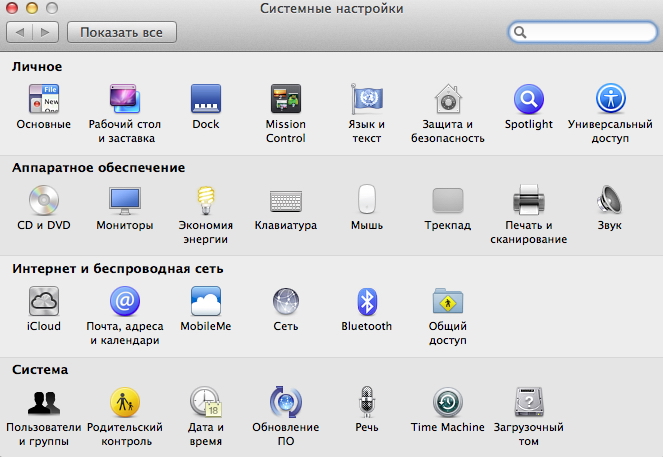 Системные настройки
Показать все
Личное
File
New
Основные
Рабочий стол
и заставка
Dock
Mission
Control
Язык и
текст
Защита и
безопасность
Spotlight
Универсальный
доступ
Аппаратное обеспечение
CD и DVD
Мониторы
Экономия
энергии
Клавиатура
Мышь
Трекпад
Печать и
сканирование
Звук
Интернет и беспроводная сеть
iCloud
Почта, адреса
и календари
MobileMe
Сеть
Bluetooth
Общий
доступ
Система
Пользователи
и группы
Родительский
контроль
18
Дата и
время
Обновление
ПО
Речь
Time Machine
Загрузочный
том